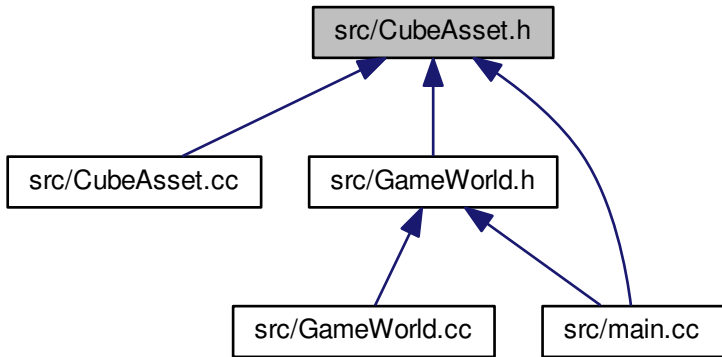 src/CubeAsset.h
src/CubeAsset.cc
src/GameWorld.h
src/GameWorld.cc
src/main.cc